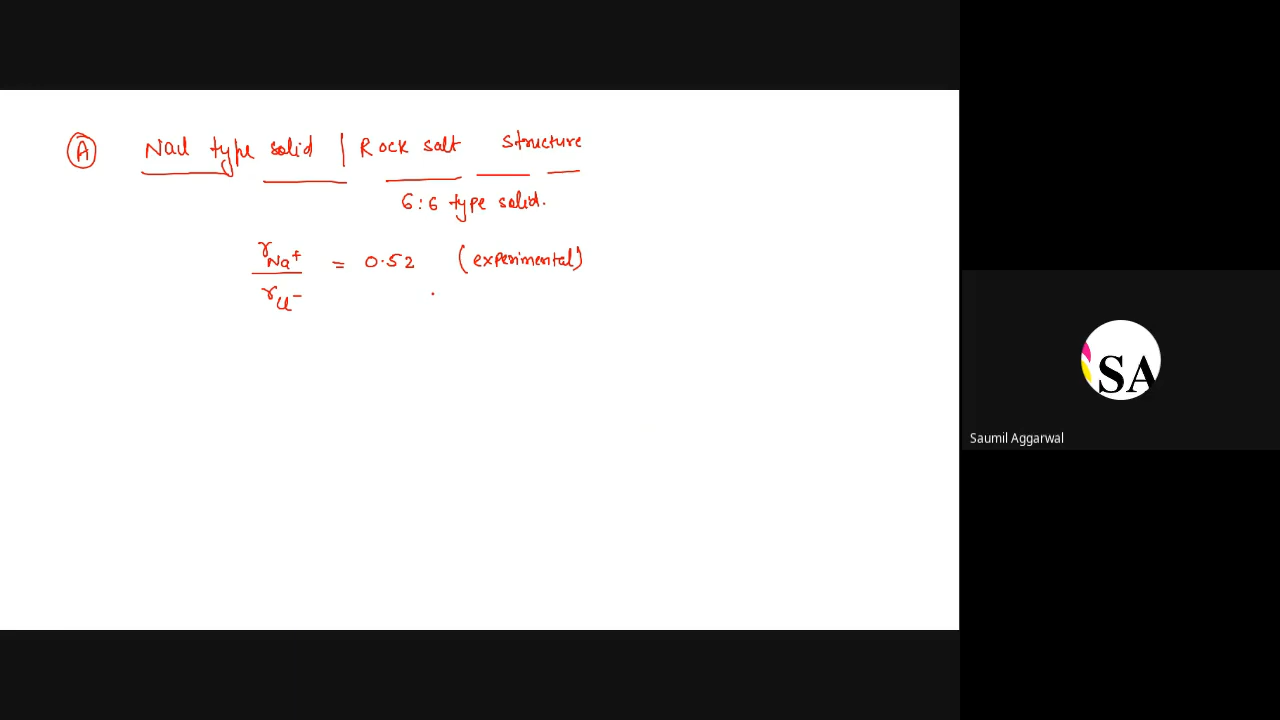 A NaCl type solid | Rock salt structure
6:6 type solid.
rNa+ / rCl- = 0.52 (experimental)
SA
Saumil Aggarwal